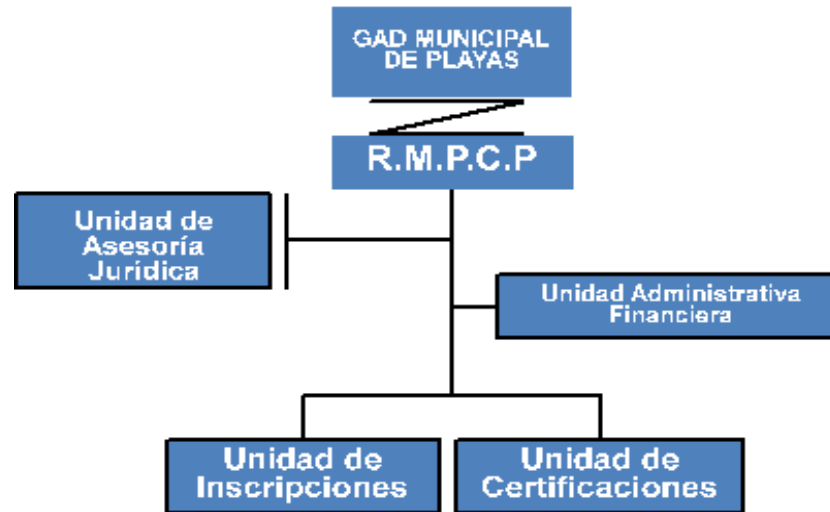 GAD MUNICIPAL
DE PLAYAS
R.M.P.C.P
Unidad de
Asesoría
Jurídica
Unidad Administrativa
Financiera
Unidad de
Inscripciones
Unidad de
Certificaciones